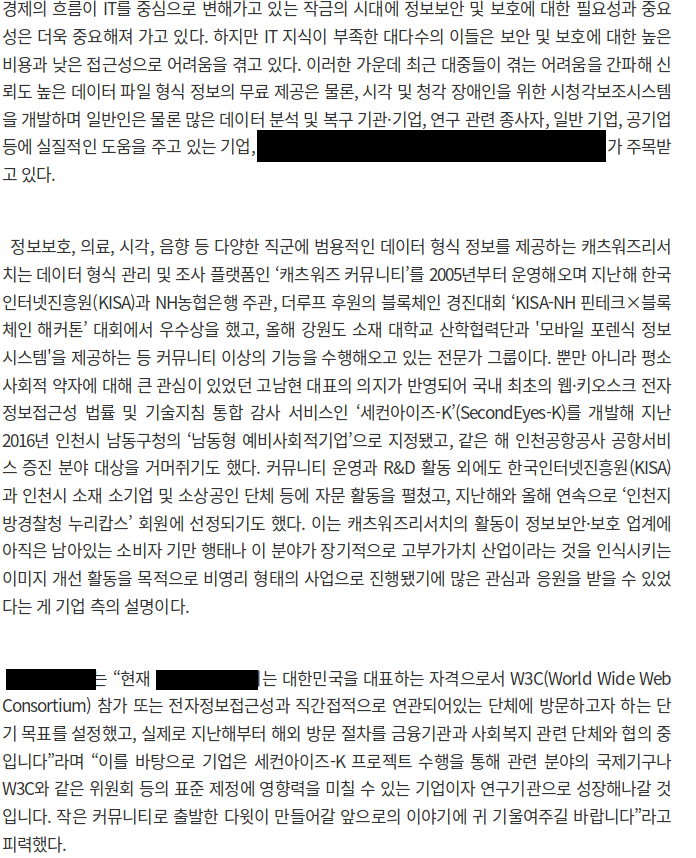 경제의 흐름이 IT를 중심으로 변해가고 있는 작금의 시대에 정보보안 및 보호에 대한 필요성과 중요
성은 더욱 중요해져 가고 있다. 하지만 IT 지식이 부족한 대다수의 이들은 보안 및 보호에 대한 높은
비용과 낮은 접근성으로 어려움을 겪고 있다. 이러한 가운데 최근 대중들이 겪는 어려움을 간파해 신
뢰도 높은 데이터 파일 형식 정보의 무료 제공은 물론, 시각 및 청각 장애인을 위한 시청각보조시스템
을 개발하며 일반인은 물론 많은 데이터 분석 및 복구 기관·기업, 연구 관련 종사자, 일반 기업, 공기업
등에 실질적인 도움을 주고 있는 기업, 가 주목받
고 있다.
정보보호, 의료, 시각, 음향 등 다양한 직군에 범용적인 데이터 형식 정보를 제공하는 캐츠워즈리서
치는 데이터 형식 관리 및 조사 플랫폼인 ‘캐츠워즈 커뮤니티’를 2005년부터 운영해오며 지난해 한국
인터넷진흥원(KISA)과 NH농협은행 주관, 더루프 후원의 블록체인 경진대회 ‘KISA-NH 핀테크×블록
체인 해커톤’ 대회에서 우수상을 했고, 올해 강원도 소재 대학교 산학협력단과 '모바일 포렌식 정보
시스템'을 제공하는 등 커뮤니티 이상의 기능을 수행해오고 있는 전문가 그룹이다. 뿐만 아니라 평소
사회적 약자에 대해 큰 관심이 있었던 고남현 대표의 의지가 반영되어 국내 최초의 웹·키오스크 전자
정보접근성 법률 및 기술지침 통합 감사 서비스인 ‘세컨아이즈-K’(SecondEyes-K)를 개발해 지난
2016년 인천시 남동구청의 ‘남동형 예비사회적기업’으로 지정됐고, 같은 해 인천공항공사 공항서비
스 증진 분야 대상을 거머쥐기도 했다. 커뮤니티 운영과 R&D 활동 외에도 한국인터넷진흥원(KISA)
과 인천시 소재 소기업 및 소상공인 단체 등에 자문 활동을 펼쳤고, 지난해와 올해 연속으로 ‘인천지
방경찰청 누리캅스’ 회원에 선정되기도 했다. 이는 캐츠워즈리서치의 활동이 정보보안·보호 업계에
아직은 남아있는 소비자 기만 행태나 이 분야가 장기적으로 고부가가치 산업이라는 것을 인식시키는
이미지 개선 활동을 목적으로 비영리 형태의 사업으로 진행됐기에 많은 관심과 응원을 받을 수 있었
다는 게 기업 측의 설명이다.
는 “현재 는 대한민국을 대표하는 자격으로서 W3C(World Wide Web
Consortium) 참가 또는 전자정보접근성과 직간접적으로 연관되어있는 단체에 방문하고자 하는 단
기 목표를 설정했고, 실제로 지난해부터 해외 방문 절차를 금융기관과 사회복지 관련 단체와 협의 중
입니다”라며 “이를 바탕으로 기업은 세컨아이즈-K 프로젝트 수행을 통해 관련 분야의 국제기구나
W3C와 같은 위원회 등의 표준 제정에 영향력을 미칠 수 있는 기업이자 연구기관으로 성장해나갈 것
입니다. 작은 커뮤니티로 출발한 다윗이 만들어갈 앞으로의 이야기에 귀 기울여주길 바랍니다”라고
피력했다.